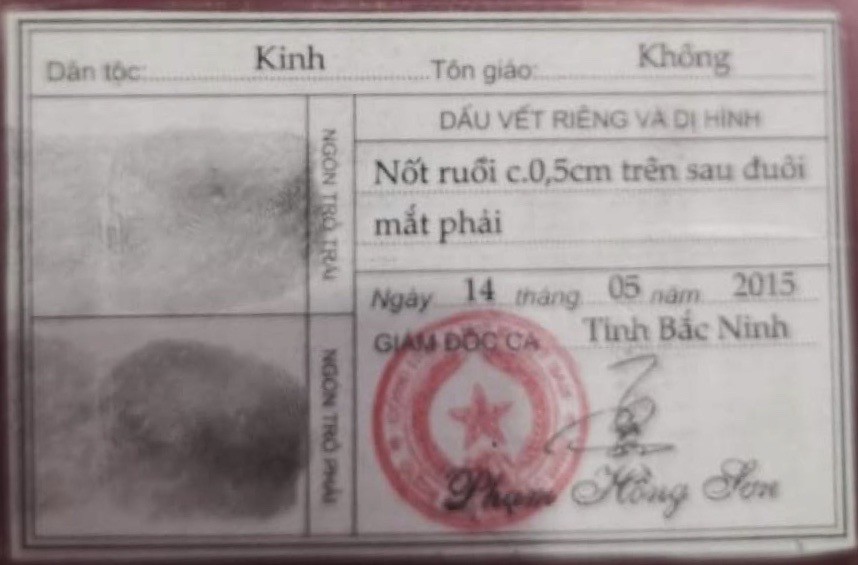 Dân tộc: Kinh Tôn giáo: Không
NGÓN TRỎ TRÁI
DẤU VẾT RIÊNG VÀ DỊ HÌNH
Nốt ruồi c.0,5cm trên sau đuôi
mắt phải
Ngày 14 tháng 05 năm 2015
GIÁM ĐỐC CA Tỉnh Bắc Ninh
NGÓN TRỎ PHẢI
Phạm Hồng Sơn